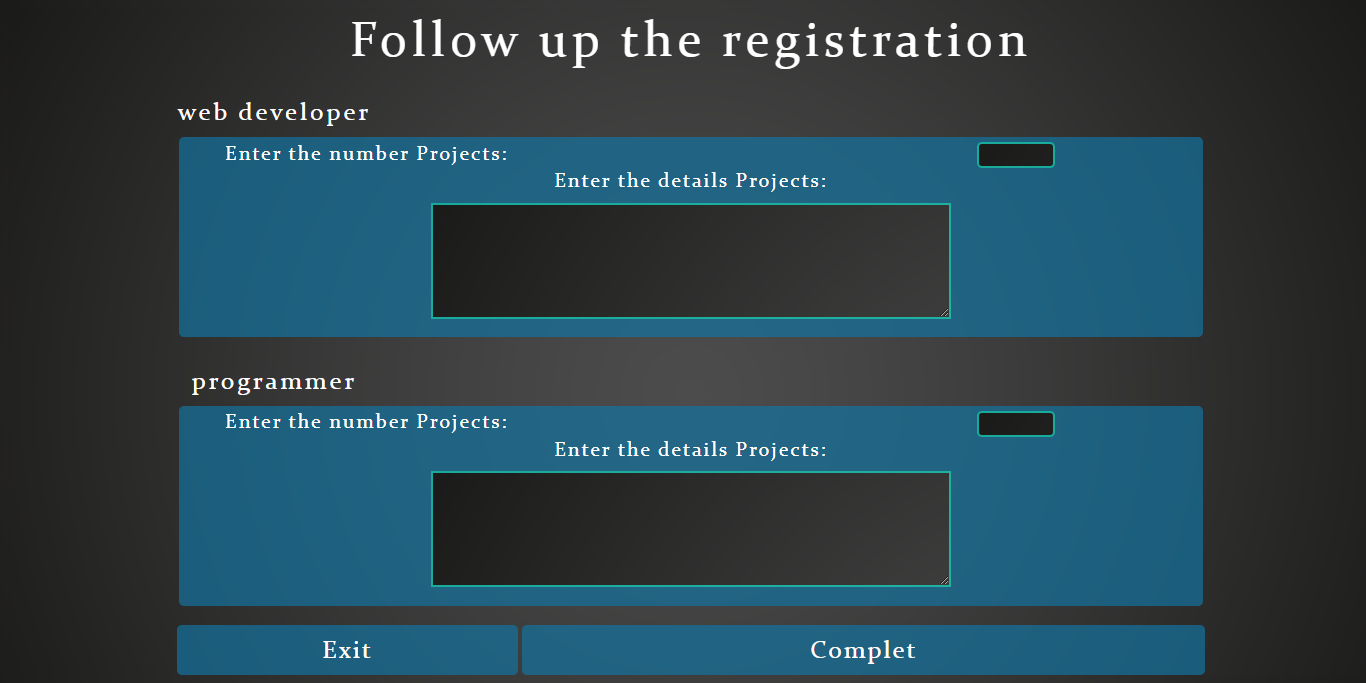 Follow up the registration
web developer
Enter the number Projects:
Enter the details Projects:
programmer
Enter the number Projects:
Enter the details Projects:
Exit
Complet